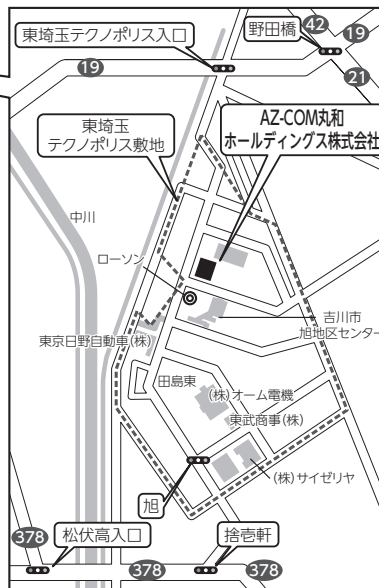 東埼玉テクノポリス入口
野田橋
42
19
19
21
東埼玉
テクノポリス敷地
AZ-COM丸和
ホールディングス株式会社
中川
ローソン
吉川市
旭地区センター
東京日野自動車(株)
田島東
(株)オーム電機
東武商事(株)
(株)サイゼリヤ
旭
378
松伏高入口
捨壱軒
378
378